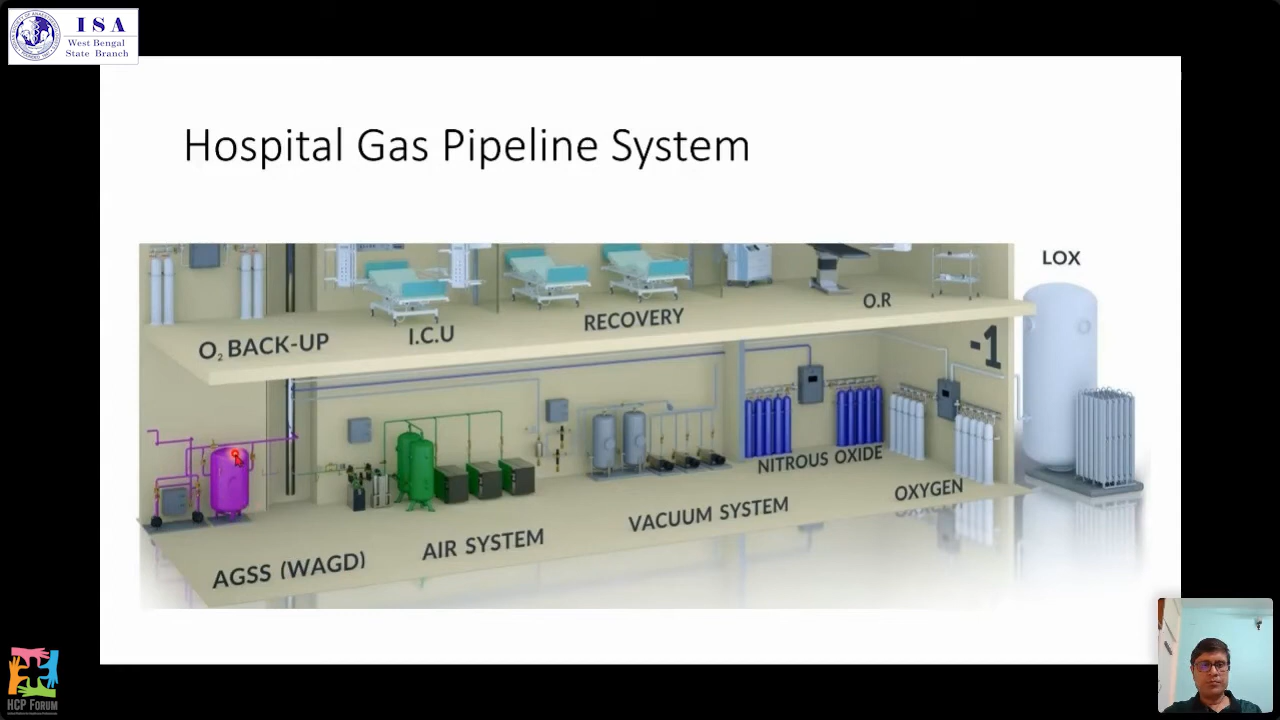 I S A
West Bengal
State Branch
Hospital Gas Pipeline System
LOX
O₂ BACK-UP
I.C.U
RECOVERY
O.R
-1
NITROUS OXIDE
OXYGEN
VACUUM SYSTEM
AIR SYSTEM
AGSS (WAGD)
HCP FORUM